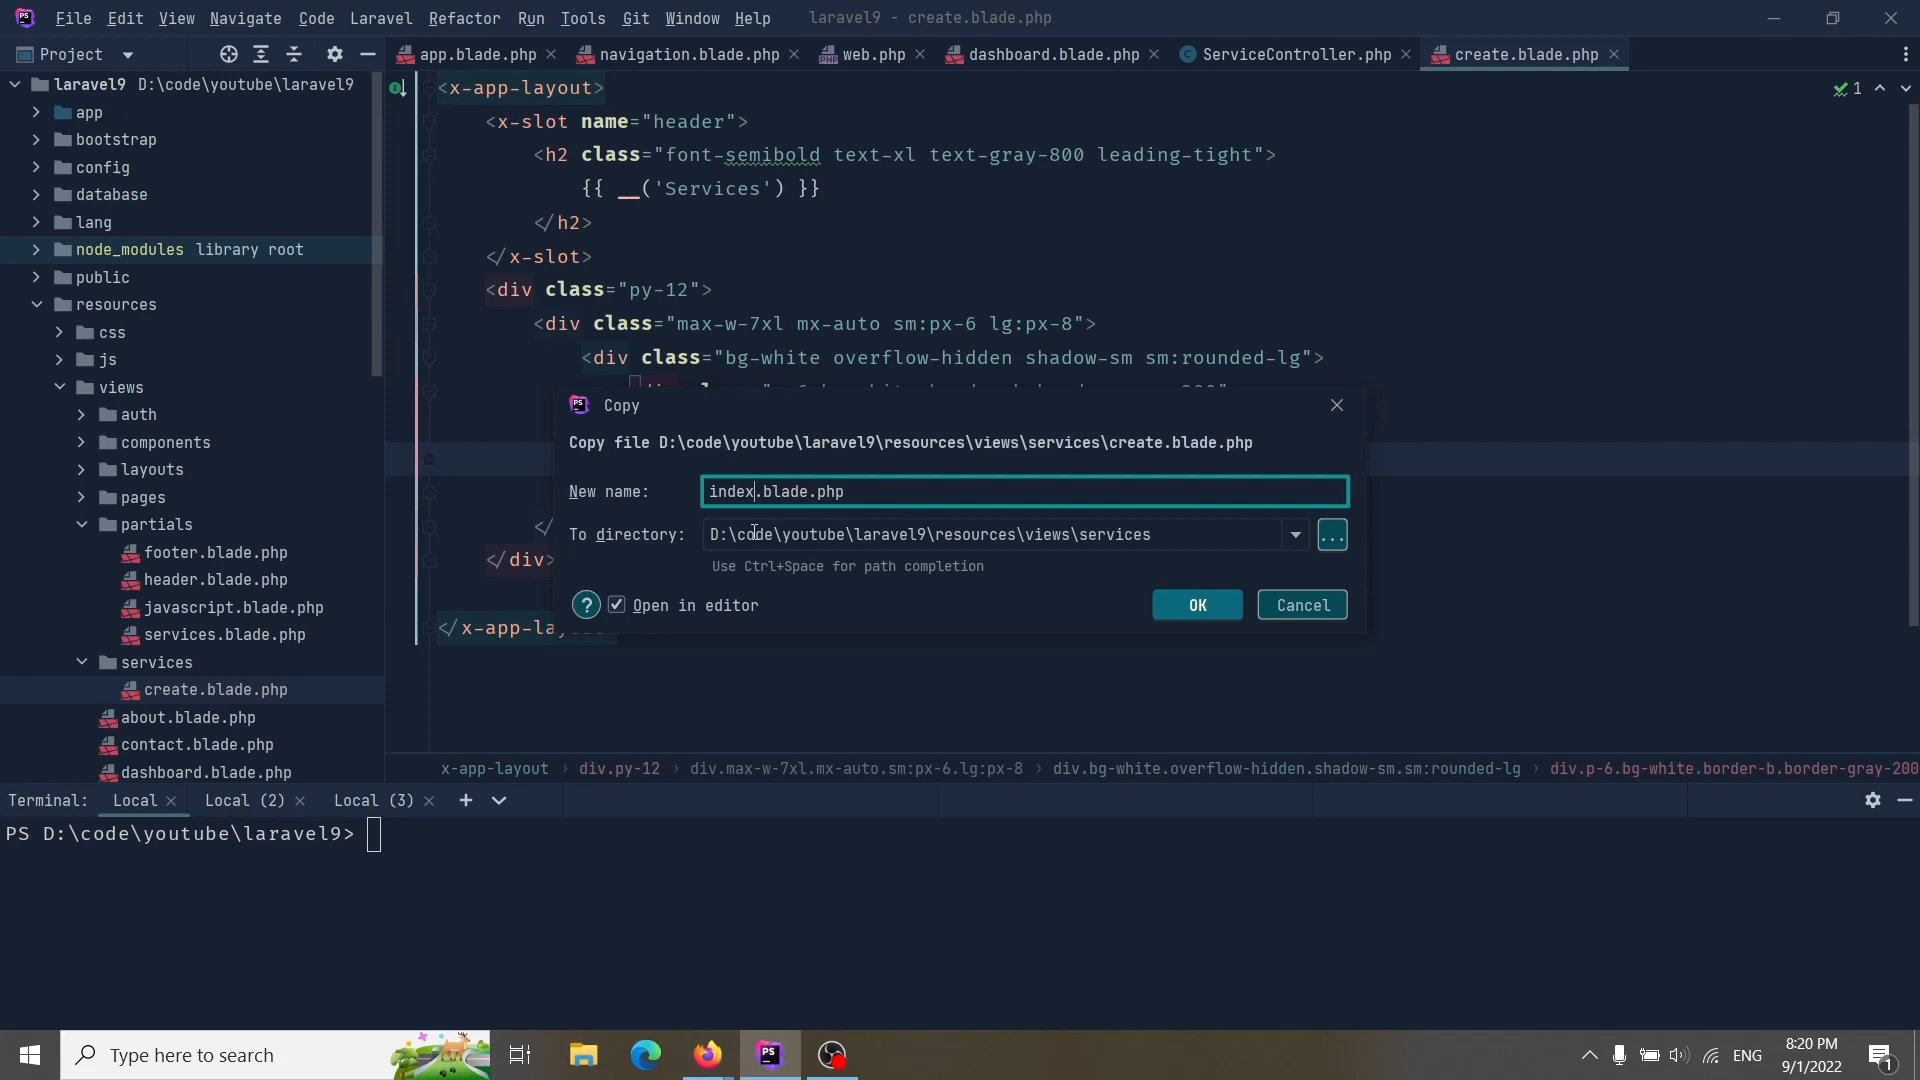 File Edit View Navigate Code Laravel Refactor Run Tools Git Window Help laravel9 - create.blade.php
Project
app.blade.php navigation.blade.php web.php dashboard.blade.php ServiceController.php create.blade.php
laravel9 D:\code\youtube\laravel9
app
bootstrap
config
database
lang
node_modules library root
public
resources
css
js
views
auth
components
layouts
pages
partials
footer.blade.php
header.blade.php
javascript.blade.php
services.blade.php
services
create.blade.php
about.blade.php
contact.blade.php
dashboard.blade.php
1
<x-app-layout>
<x-slot name="header">
<h2 class="font-semibold text-xl text-gray-800 leading-tight">
{{ __('Services') }}
</h2>
</x-slot>
<div class="py-12">
<div class="max-w-7xl mx-auto sm:px-6 lg:px-8">
<div class="bg-white overflow-hidden shadow-sm sm:rounded-lg">
</
</div>
</x-app-layout
Copy
Copy file D:\code\youtube\laravel9\resources\views\services\create.blade.php
New name: index.blade.php
To directory: D:\code\youtube\laravel9\resources\views\services
Use Ctrl+Space for path completion
? Open in editor OK Cancel
x-app-layout › div.py-12 › div.max-w-7xl.mx-auto.sm:px-6.lg:px-8 › div.bg-white.overflow-hidden.shadow-sm.sm:rounded-lg › div.p-6.bg-white.border-b.border-gray-200
Terminal: Local Local (2) Local (3)
PS D:\code\youtube\laravel9>
Type here to search
PS
ENG
8:20 PM
9/1/2022
1